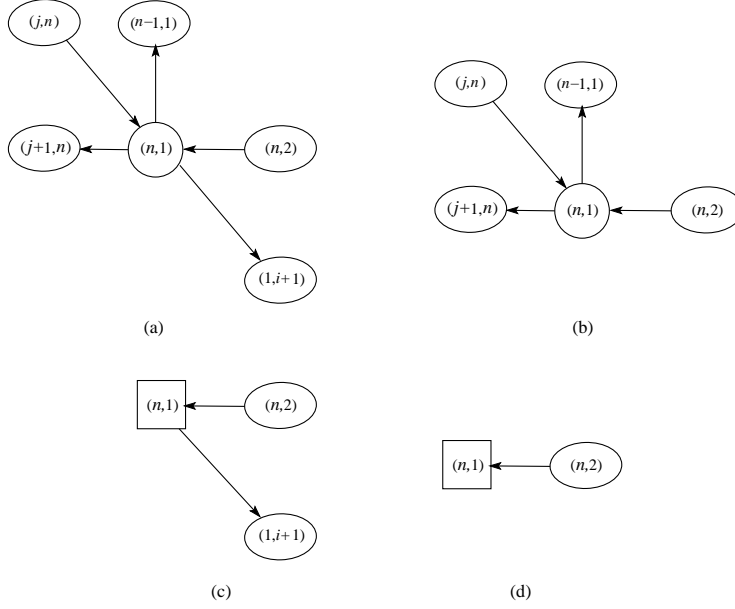 (j,n)
(n−1,1)
(j+1,n)
(n,1)
(n,2)
(1,i+1)
(a)
(j,n)
(n−1,1)
(j+1,n)
(n,1)
(n,2)
(b)
(n,1)
(n,2)
(1,i+1)
(c)
(n,1)
(n,2)
(d)